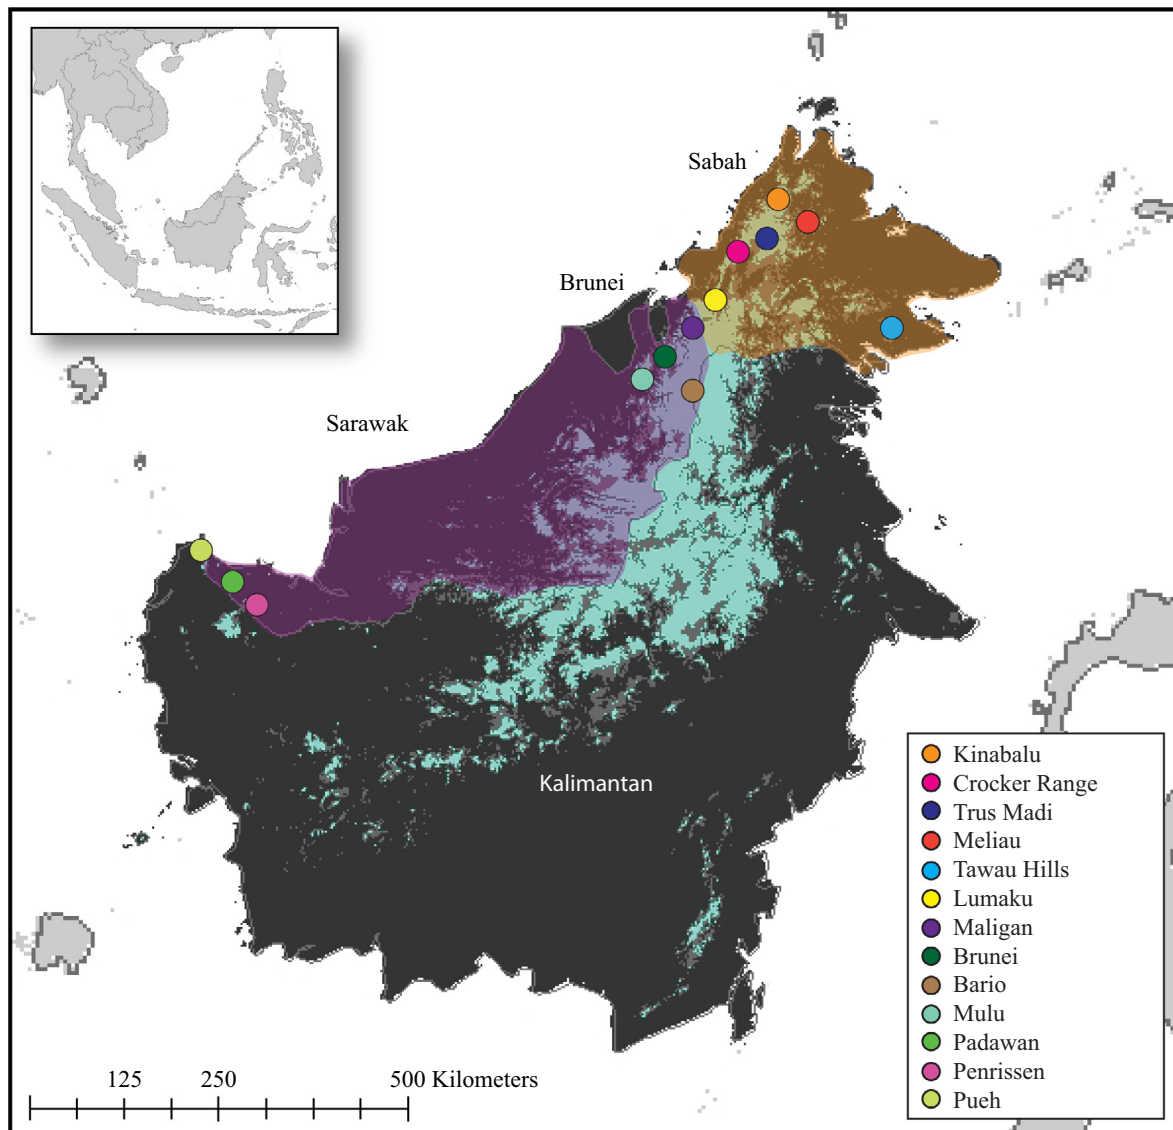 Sabah
Brunei
Sarawak
Kalimantan
Kinabalu
Crocker Range
Trus Madi
Meliau
Tawau Hills
Lumaku
Maligan
Brunei
Bario
Mulu
Padawan
Penrissen
Pueh
125 250 500 Kilometers